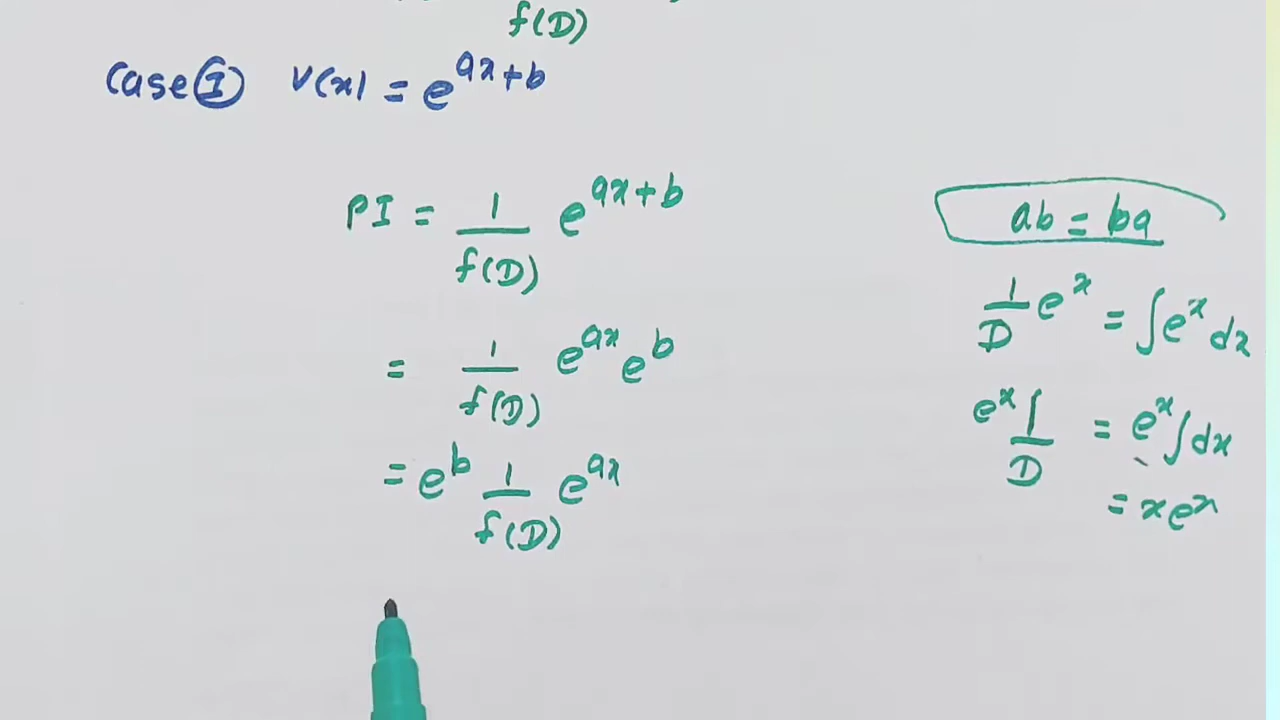 f(D)
Case(I) V(x) = e^{ax+b}
PI = 1/f(D) e^{ax+b}
= 1/f(D) e^{ax} e^b
= e^b 1/f(D) e^{ax}
ab = ba
1/D e^x = ∫e^x dx
e^x 1/D = e^x ∫dx
= xe^x